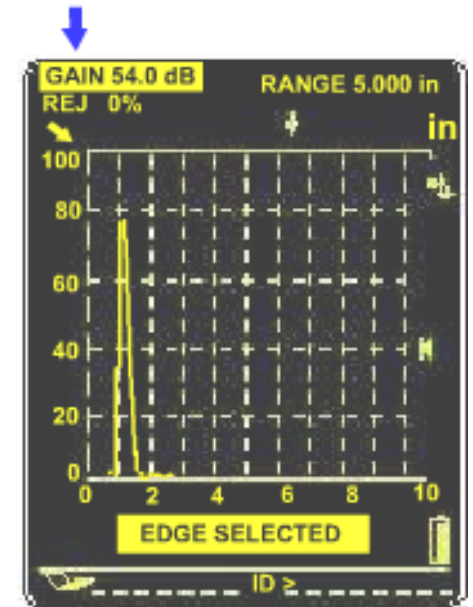 GAIN 54.0 dB
RANGE 5.000 in
REJ 0%
in
100
80
60
40
20
0
0 2 4 6 8 10
EDGE SELECTED
ID >